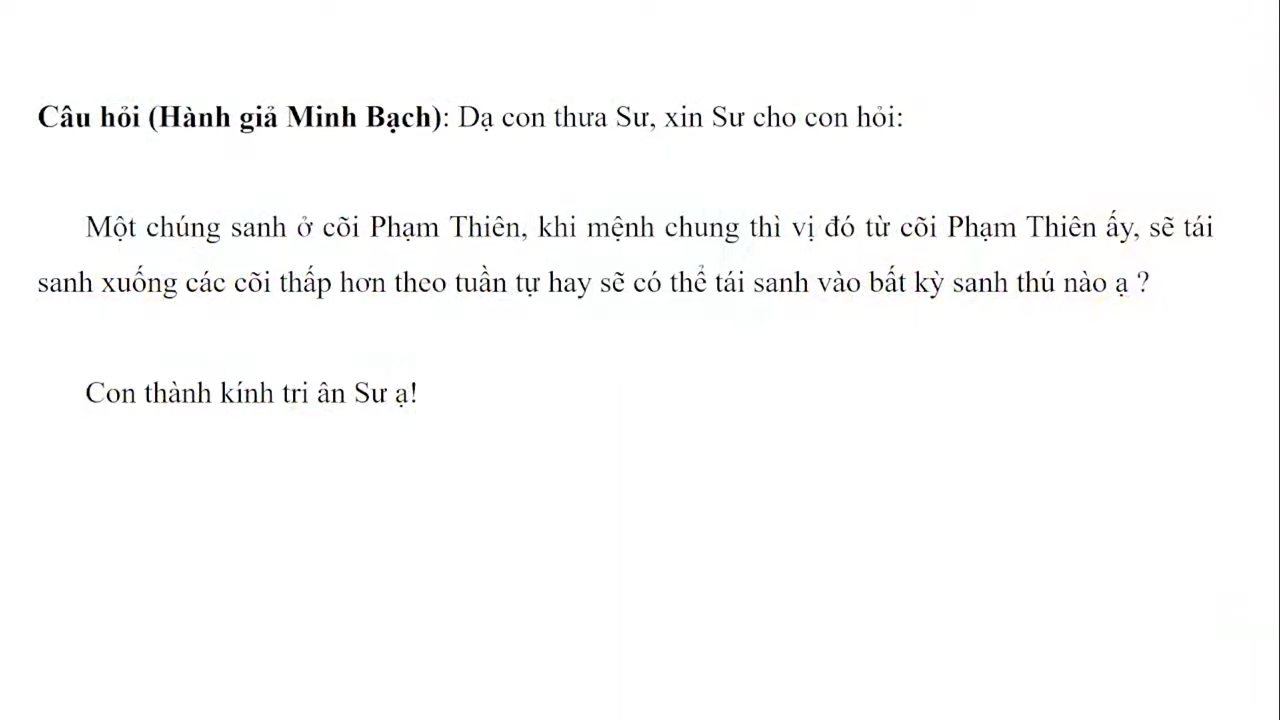 Câu hỏi (Hành giả Minh Bạch): Dạ con thưa Sư, xin Sư cho con hỏi:
Một chúng sanh ở cõi Phạm Thiên, khi mệnh chung thì vị đó từ cõi Phạm Thiên ấy, sẽ tái
sanh xuống các cõi thấp hơn theo tuần tự hay sẽ có thể tái sanh vào bất kỳ sanh thú nào ạ ?
Con thành kính tri ân Sư ạ!